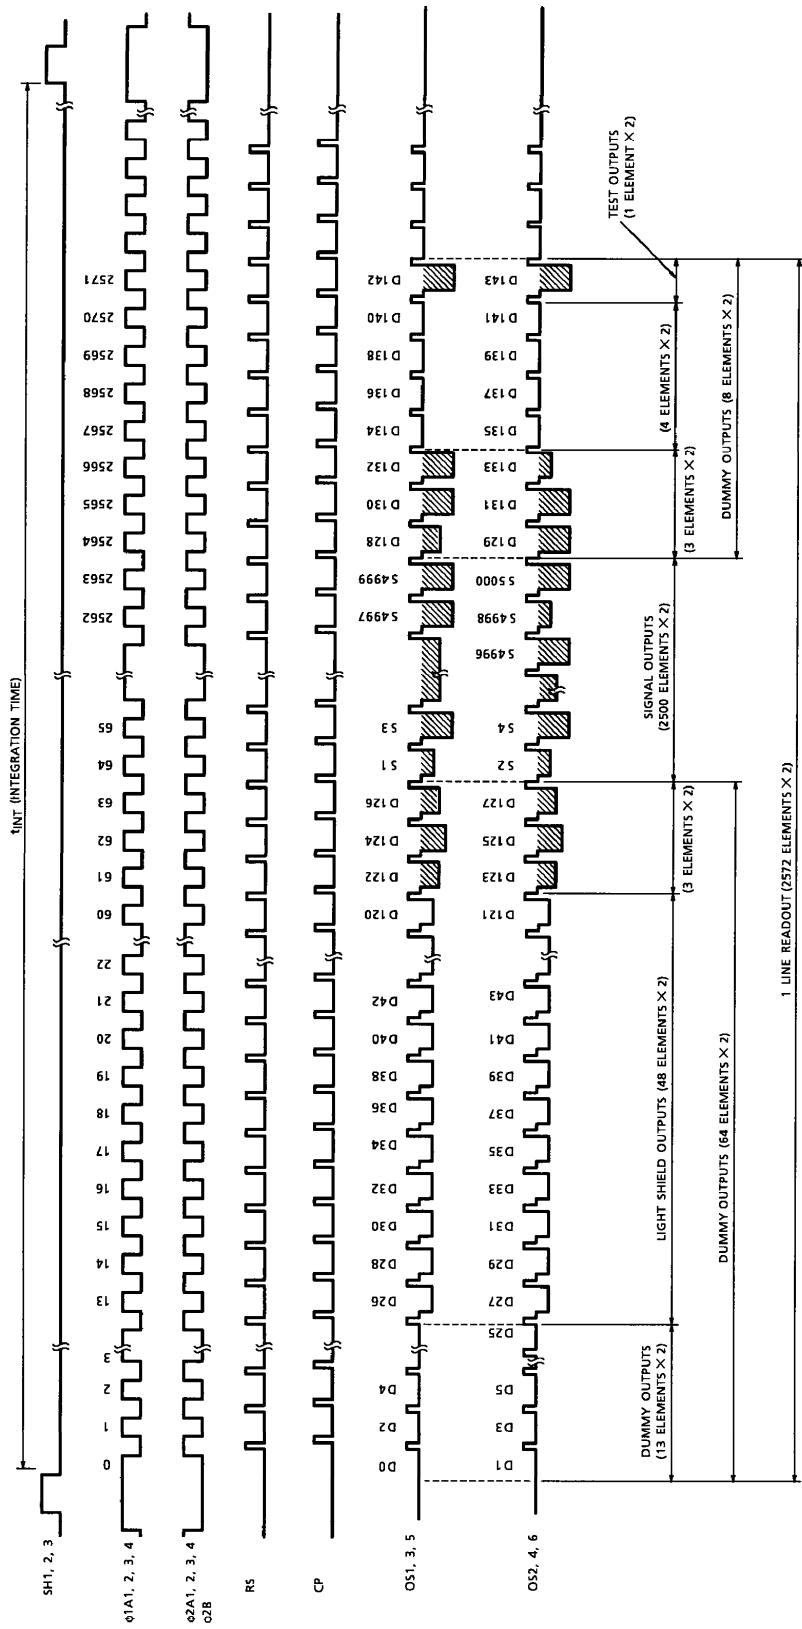 tINT (INTEGRATION TIME)
SH1, 2, 3
φ1A1, 2, 3, 4
0 1 2 3 13 14 15 16 17 18 19 20 21 22 60 61 62 63 64 65 2562 2563 2564 2565 2566 2567 2568 2569 2570 2571
φ2A1, 2, 3, 4
φ2B
RS
CP
OS1, 3, 5
D0 D2 D4 D26 D28 D30 D32 D34 D36 D38 D40 D42 D120 D122 D124 D126 S1 S3 S4997 S4999 D128 D130 D132 D134 D136 D138 D140 D142
OS2, 4, 6
D1 D3 D5 D25 D27 D29 D31 D33 D35 D37 D39 D41 D43 D121 D123 D125 D127 S2 S4 S4996 S4998 S5000 D129 D131 D133 D135 D137 D139 D141 D143
DUMMY OUTPUTS
(13 ELEMENTS × 2)
LIGHT SHIELD OUTPUTS (48 ELEMENTS × 2)
(3 ELEMENTS × 2)
SIGNAL OUTPUTS
(2500 ELEMENTS × 2)
(3 ELEMENTS × 2)
(4 ELEMENTS × 2)
TEST OUTPUTS
(1 ELEMENT × 2)
DUMMY OUTPUTS (64 ELEMENTS × 2)
DUMMY OUTPUTS (8 ELEMENTS × 2)
1 LINE READOUT (2572 ELEMENTS × 2)